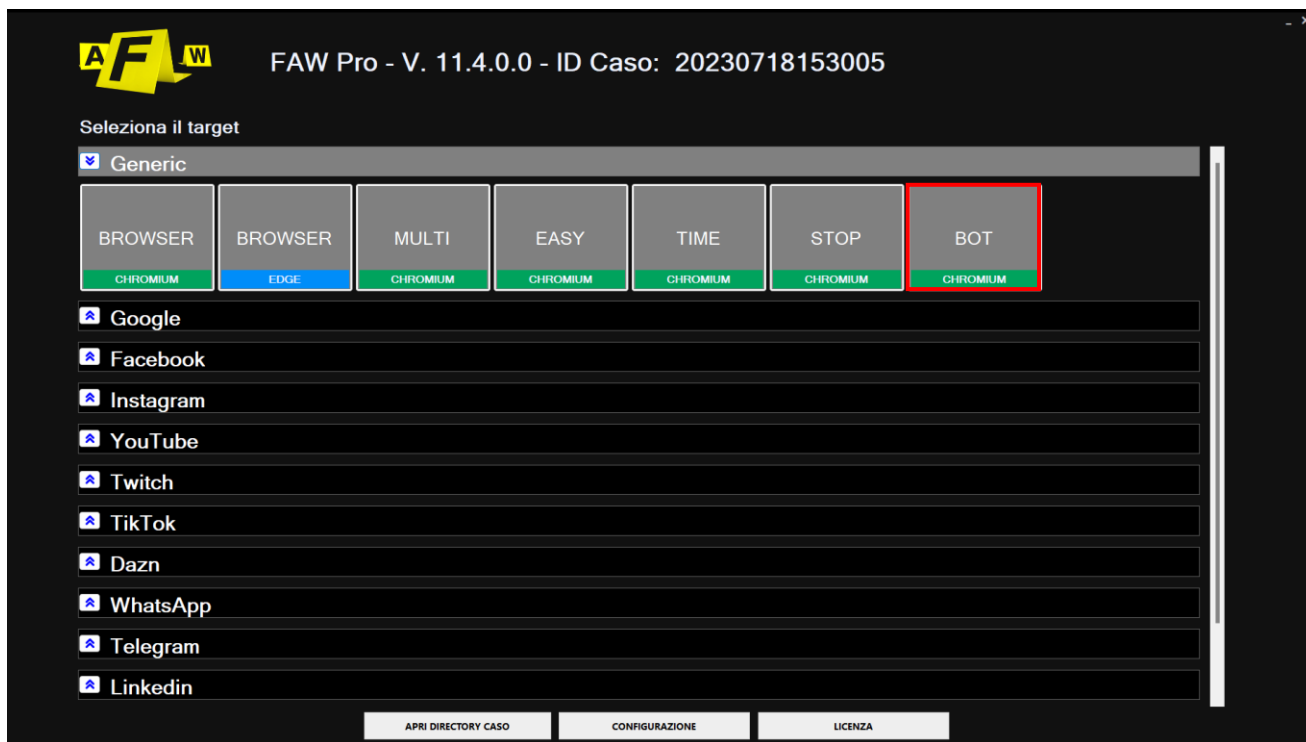 A F W
FAW Pro - V. 11.4.0.0 - ID Caso: 20230718153005
Seleziona il target
Generic
BROWSER BROWSER MULTI EASY TIME STOP BOT
CHROMIUM EDGE CHROMIUM CHROMIUM CHROMIUM CHROMIUM CHROMIUM
Google
Facebook
Instagram
YouTube
Twitch
TikTok
Dazn
WhatsApp
Telegram
Linkedin
APRI DIRECTORY CASO CONFIGURAZIONE LICENZA